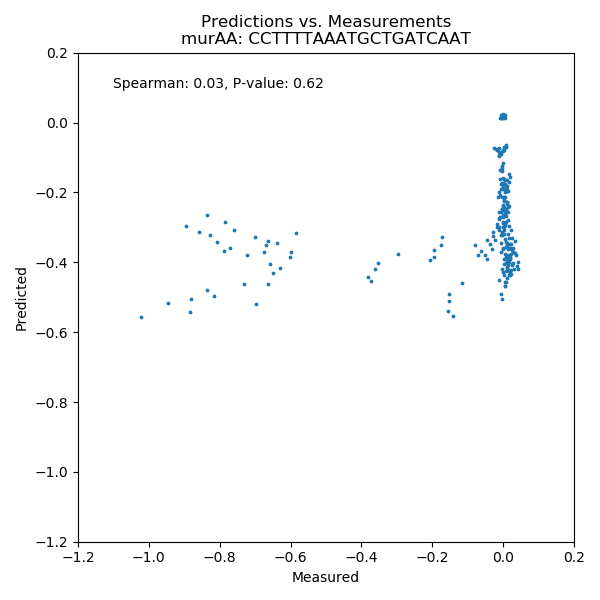 Predictions vs. Measurements
murAA: CCTTTTAAATGCTGATCAAT
Spearman: 0.03, P-value: 0.62
0.2
0.0
−0.2
−0.4
−0.6
−0.8
−1.0
−1.2
Predicted
−1.2 −1.0 −0.8 −0.6 −0.4 −0.2 0.0 0.2
Measured